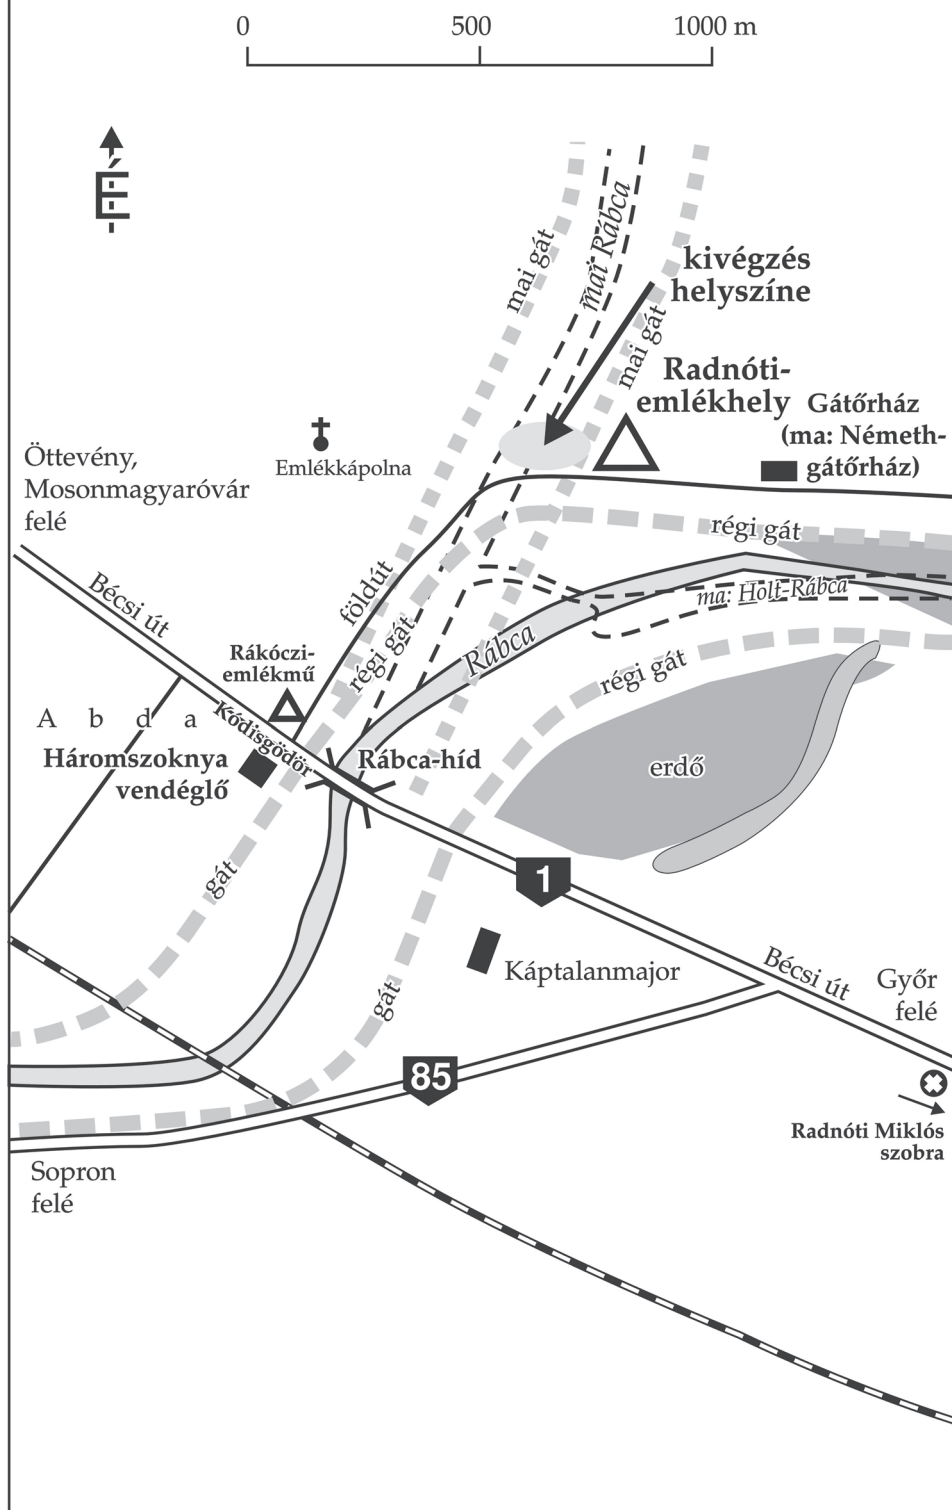 0 500 1000 m
É
mai gát
mai Rábca
kivégzés
helyszíne
mai gát
Radnóti-
emlékhely
Gátőrház
(ma: Németh-
gátőrház)
Emlékkápolna
Öttevény,
Mosonmagyaróvár
felé
régi gát
Bécsi út
földút
ma: Holt-Rábca
régi gát
Rábca
régi gát
Rákóczi-
emlékmű
A b d a
Kódisgödör
Háromszoknya
vendéglő
Rábca-híd
erdő
gát
1
Káptalanmajor
Bécsi út
Győr
felé
gát
85
Radnóti Miklós
szobra
Sopron
felé